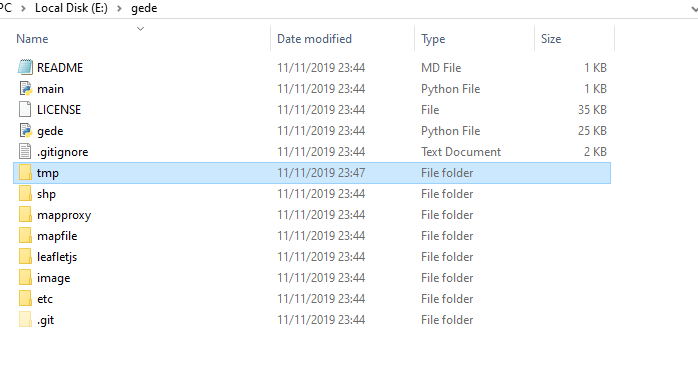 PC > Local Disk (E:) > gede
Name Date modified Type Size
README 11/11/2019 23:44 MD File 1 KB
main 11/11/2019 23:44 Python File 1 KB
LICENSE 11/11/2019 23:44 File 35 KB
gede 11/11/2019 23:44 Python File 25 KB
.gitignore 11/11/2019 23:44 Text Document 2 KB
tmp 11/11/2019 23:47 File folder
shp 11/11/2019 23:44 File folder
mapproxy 11/11/2019 23:44 File folder
mapfile 11/11/2019 23:44 File folder
leafletjs 11/11/2019 23:44 File folder
image 11/11/2019 23:44 File folder
etc 11/11/2019 23:44 File folder
.git 11/11/2019 23:44 File folder